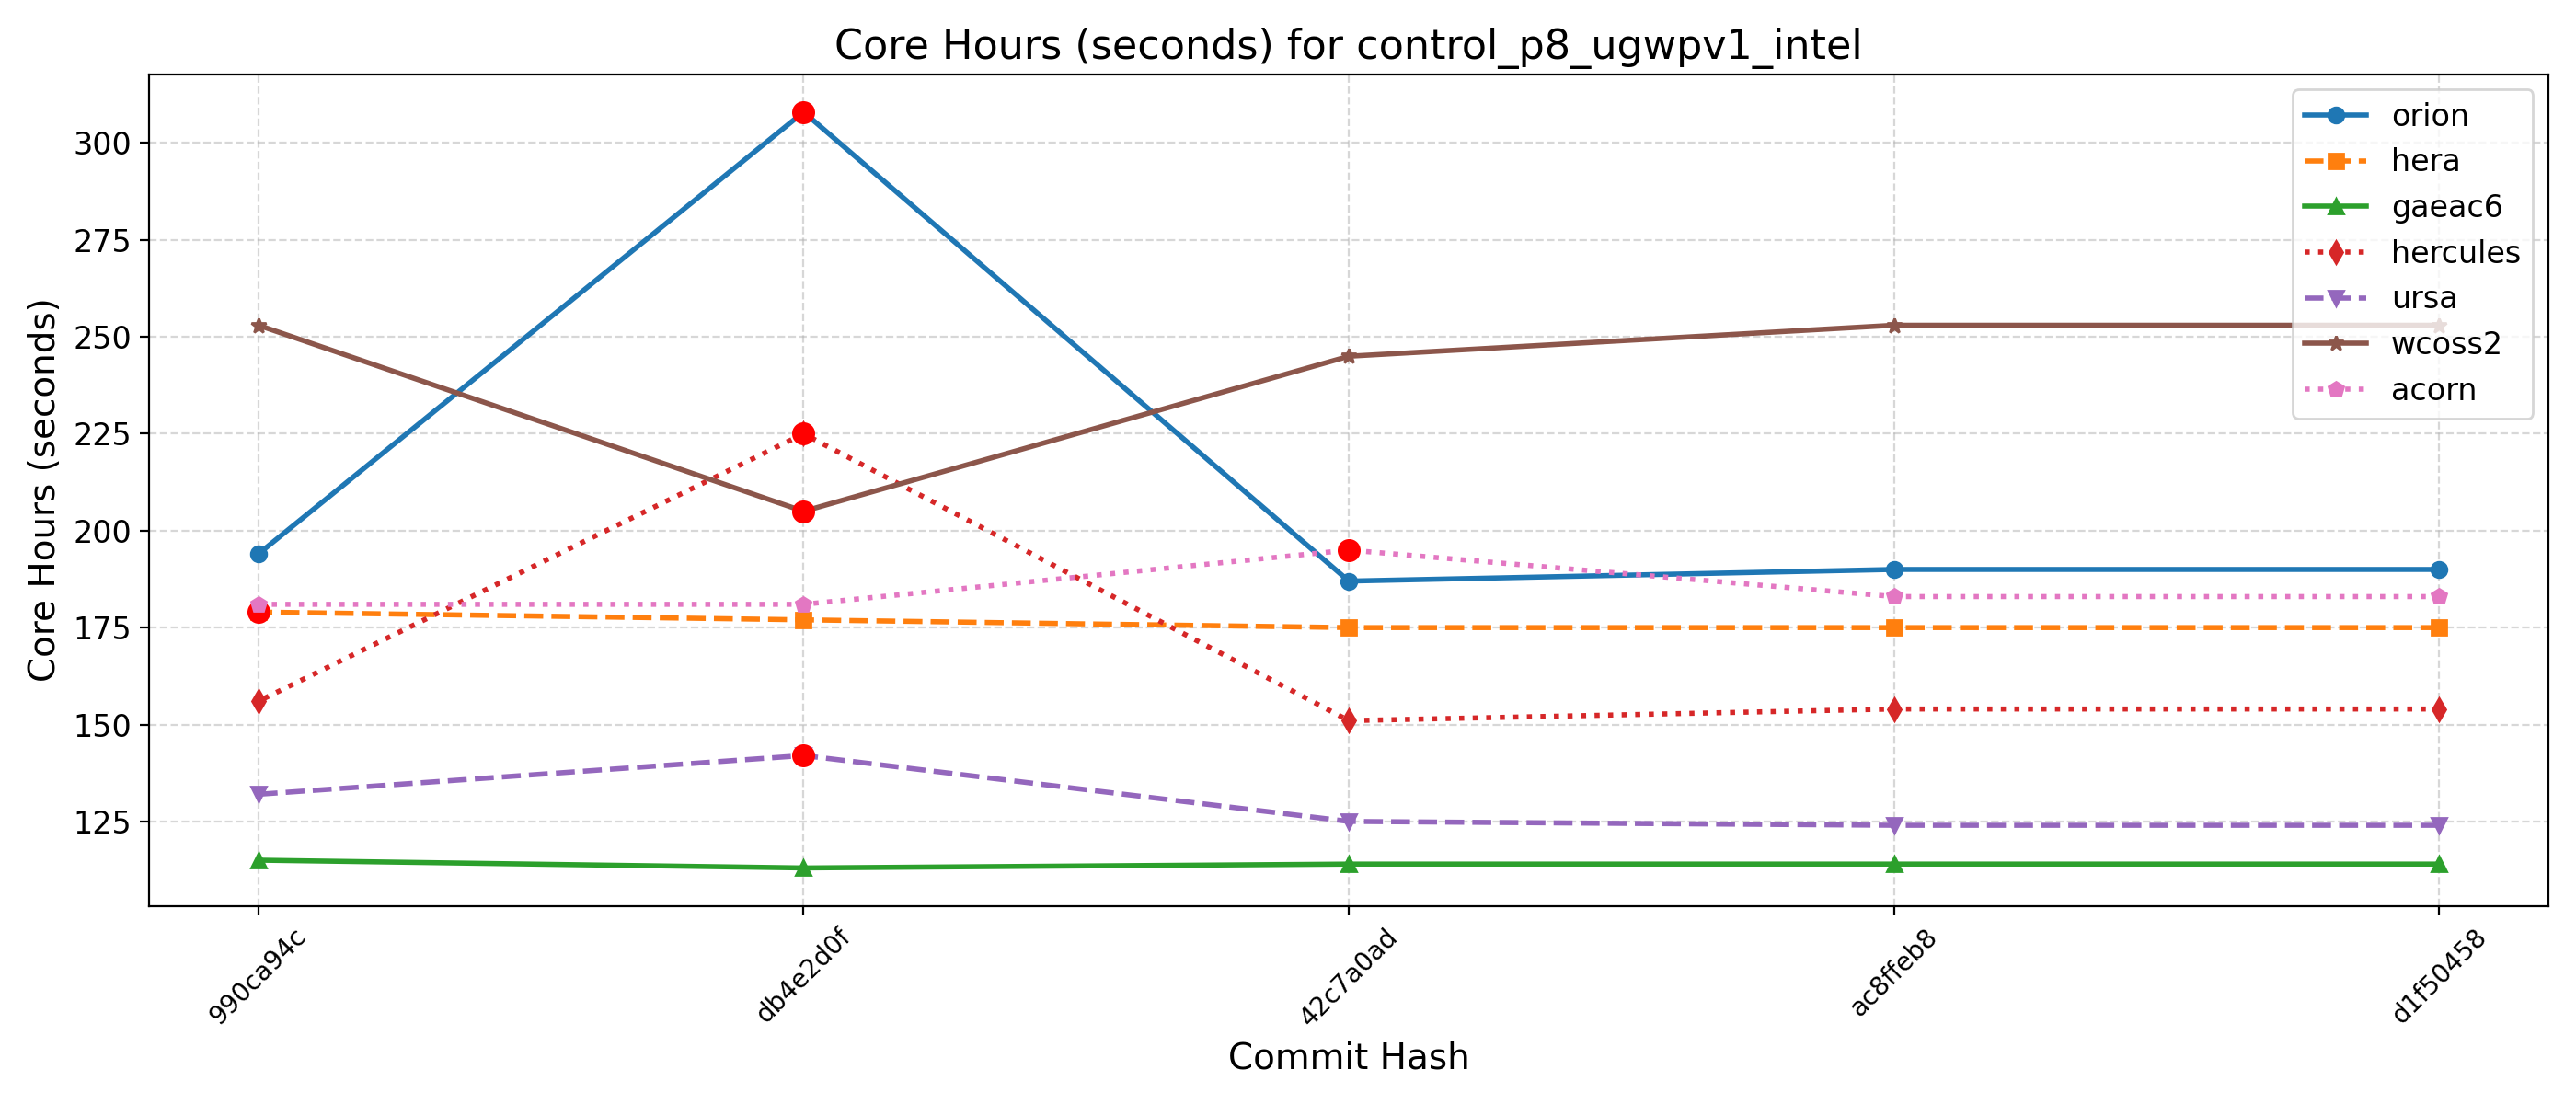 Core Hours (seconds) for control_p8_ugwpv1_intel
Core Hours (seconds)
300
275
250
225
200
175
150
125
orion
hera
gaeac6
hercules
ursa
wcoss2
acorn
990ca94c
db4e2d0f
42c7a0ad
ac8ffeb8
d1f50458
Commit Hash